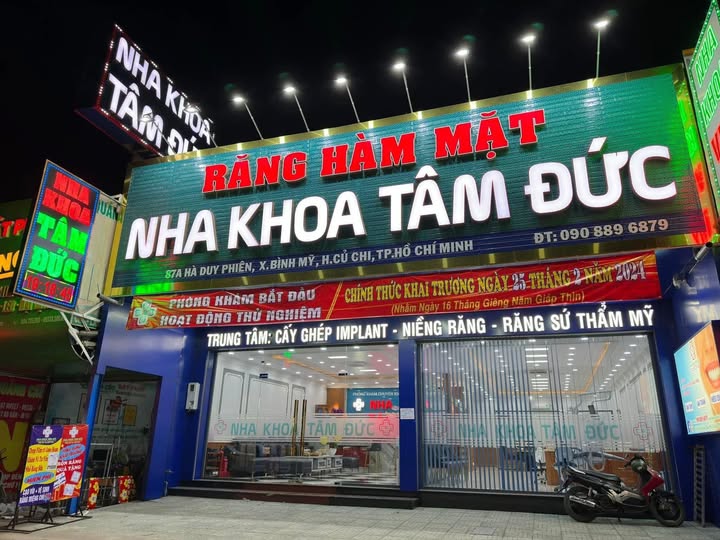 NHA KHOA
TÂM ĐỨC
RĂNG HÀM MẶT
NHA KHOA TÂM ĐỨC
87A HÀ DUY PHIÊN, X.BÌNH MỸ, H.CỦ CHI, TP.HỒ CHÍ MINH
ĐT: 090 889 6879
NHA
KHOA
TÂM
ĐỨC
PHÒNG KHÁM BẮT ĐẦU
HOẠT ĐỘNG THỬ NGHIỆM
CHÍNH THỨC KHAI TRƯƠNG NGÀY 25 THÁNG 2 NĂM 2024
(Nhằm Ngày 16 Tháng Giêng Năm Giáp Thìn)
TRUNG TÂM: CẤY GHÉP IMPLANT - NIỀNG RĂNG - RĂNG SỨ THẨM MỸ
NHA
NHA KHOA TÂM ĐỨC
NHA KHOA TÂM ĐỨC